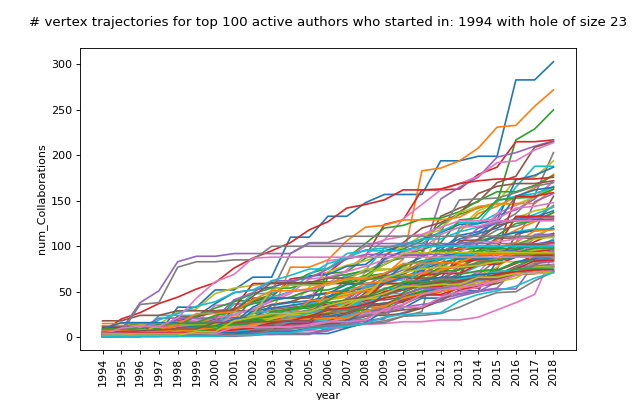 # vertex trajectories for top 100 active authors who started in: 1994 with hole of size 23
300
250
200
150
100
50
0
num_Collaborations
1994 1995 1996 1997 1998 1999 2000 2001 2002 2003 2004 2005 2006 2007 2008 2009 2010 2011 2012 2013 2014 2015 2016 2017 2018
year